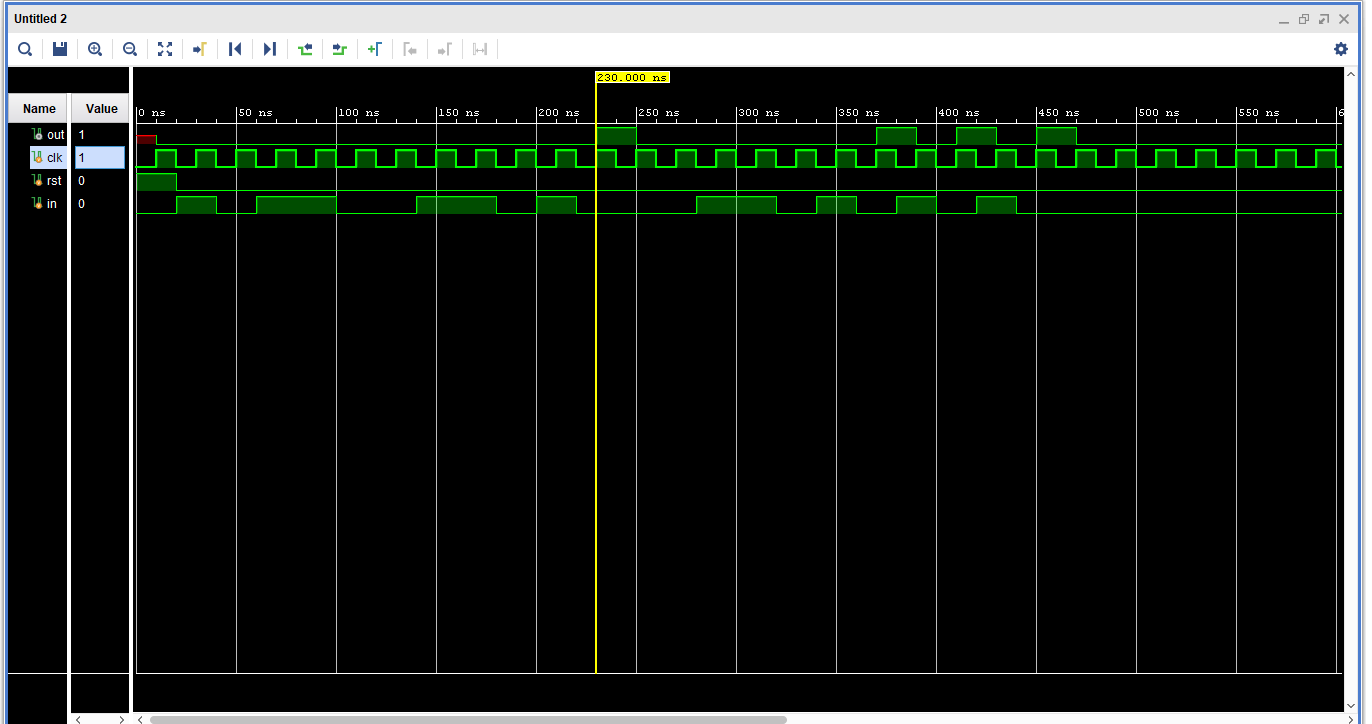 Untitled 2
230.000 ns
Name Value
0 ns 50 ns 100 ns 150 ns 200 ns 250 ns 300 ns 350 ns 400 ns 450 ns 500 ns 550 ns 6
out 1
clk 1
rst 0
in 0